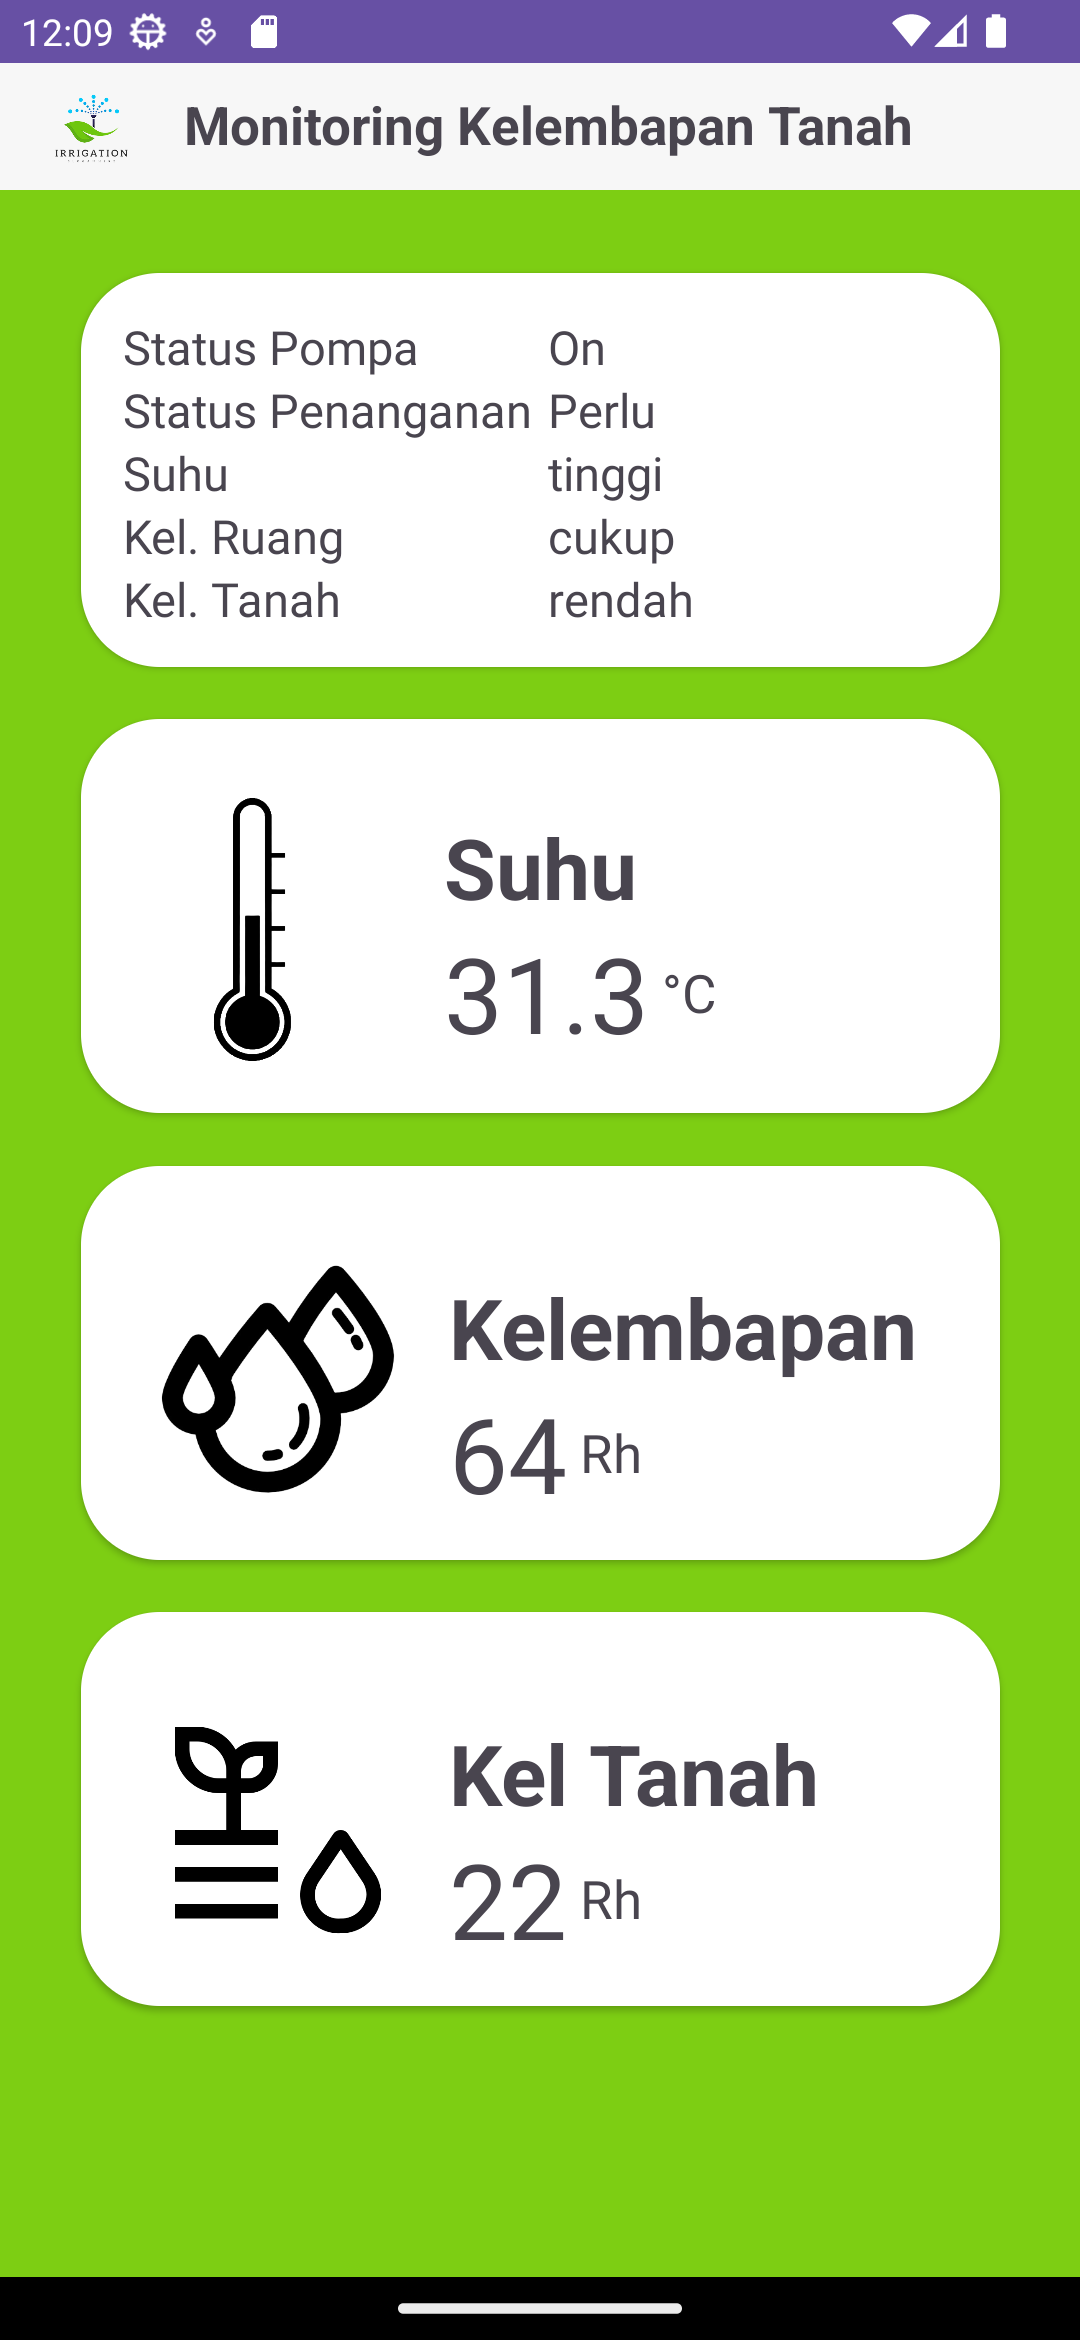 12:09
IRRIGATION
Monitoring Kelembapan Tanah
Status Pompa On
Status Penanganan Perlu
Suhu tinggi
Kel. Ruang cukup
Kel. Tanah rendah
Suhu
31.3 °C
Kelembapan
64 Rh
Kel Tanah
22 Rh